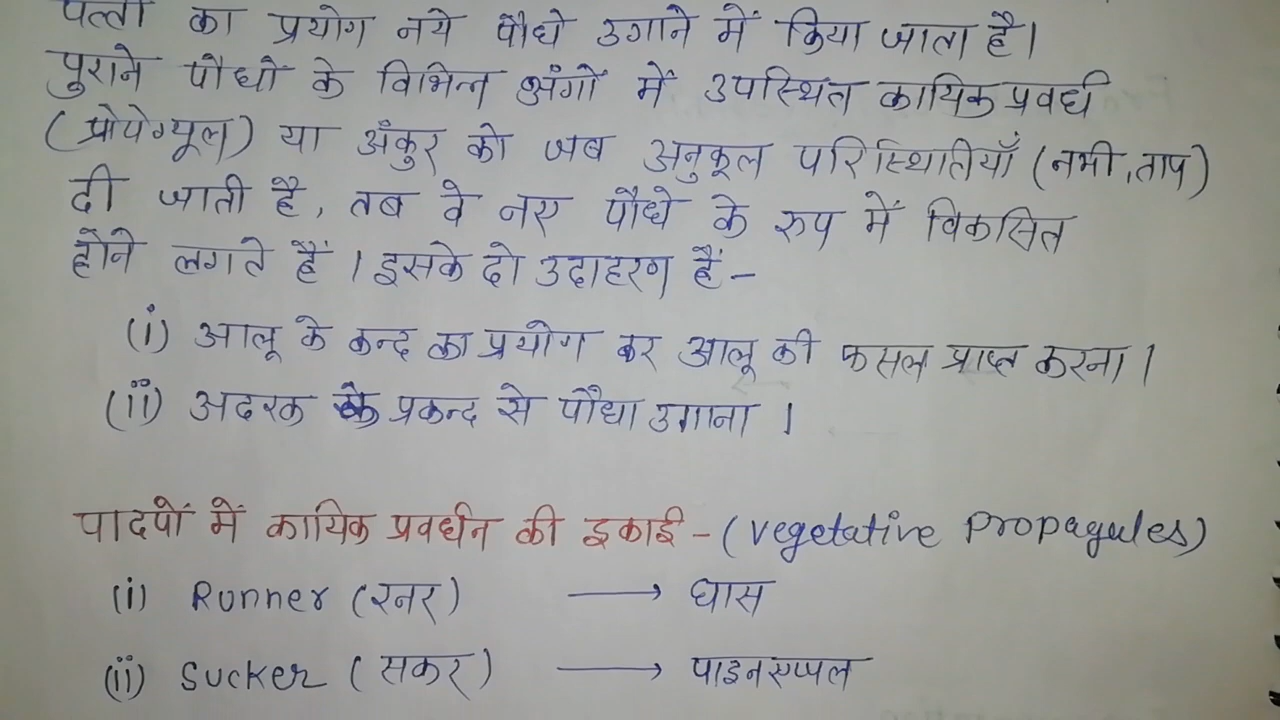 पत्ती का प्रयोग नये पौधे उगाने में किया जाता है।
पुराने पौधों के विभिन्न अंगों में उपस्थित कायिक प्रवर्ध
(प्रोपेग्यूल) या अंकुर को जब अनुकूल परिस्थितियाँ (नमी, ताप)
दी जाती है, तब वे नए पौधे के रुप में विकसित
होने लगते हैं । इसके दो उदाहरण हैं –
(i) आलू के कन्द का प्रयोग कर आलू की फसल प्राप्त करना ।
(ii) अदरक के प्रकन्द से पौधा उगाना ।
पादपों में कायिक प्रवर्धन की इकाई – (Vegetative Propagules)
(i) Runner (रनर) → घास
(ii) Sucker (सकर) → पाइनएप्पल